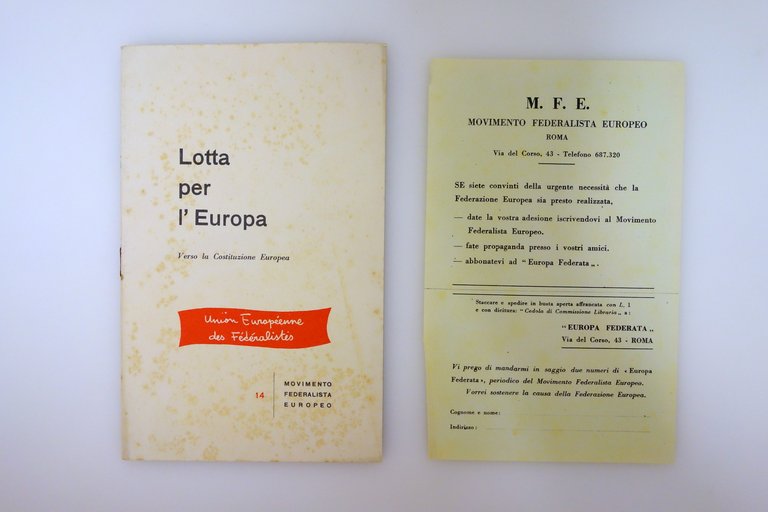 Lotta
per
l'Europa
Verso la Costituzione Europea
Union Européenne
des Fédéralistes
14
MOVIMENTO
FEDERALISTA
EUROPEO
M. F. E.
MOVIMENTO FEDERALISTA EUROPEO
ROMA
Via del Corso, 43 - Telefono 687.320
SE siete convinti della urgente necessità che la
Federazione Europea sia presto realizzata,
— date la vostra adesione iscrivendovi al Movimento
Federalista Europeo.
— fate propaganda presso i vostri amici.
— abbonatevi ad " Europa Federata „.
Staccare e spedire in busta aperta affrancata con L. 1
e con dicitura: " Cedola di Commissione Libraria „ a:
" EUROPA FEDERATA „
Via del Corso, 43 - ROMA
Vi prego di mandarmi in saggio due numeri di « Europa
Federata », periodico del Movimento Federalista Europeo.
Vorrei sostenere la causa della Federazione Europea.
Cognome e nome:
Indirizzo: